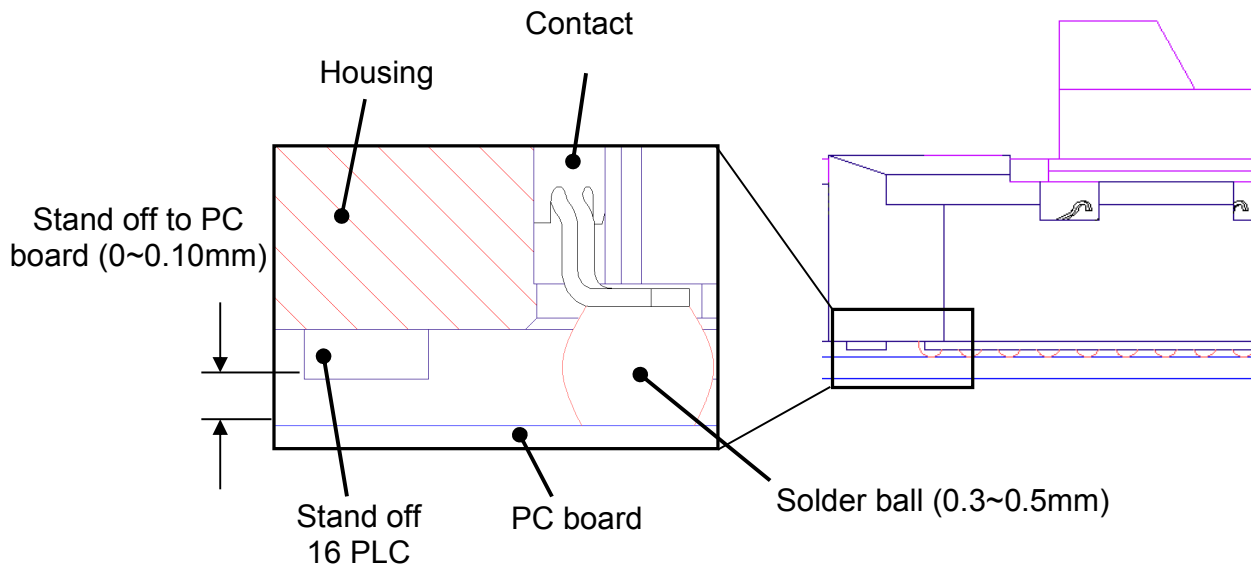 Contact
Housing
Stand off to PC
board (0~0.10mm)
Solder ball (0.3~0.5mm)
Stand off
16 PLC
PC board